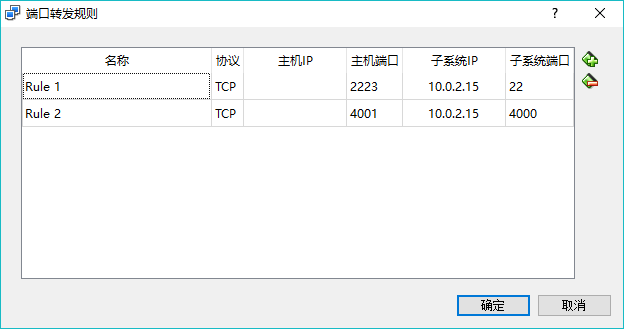 端口转发规则
名称 协议 主机IP 主机端口 子系统IP 子系统端口
Rule 1 TCP 2223 10.0.2.15 22
Rule 2 TCP 4001 10.0.2.15 4000
确定 取消